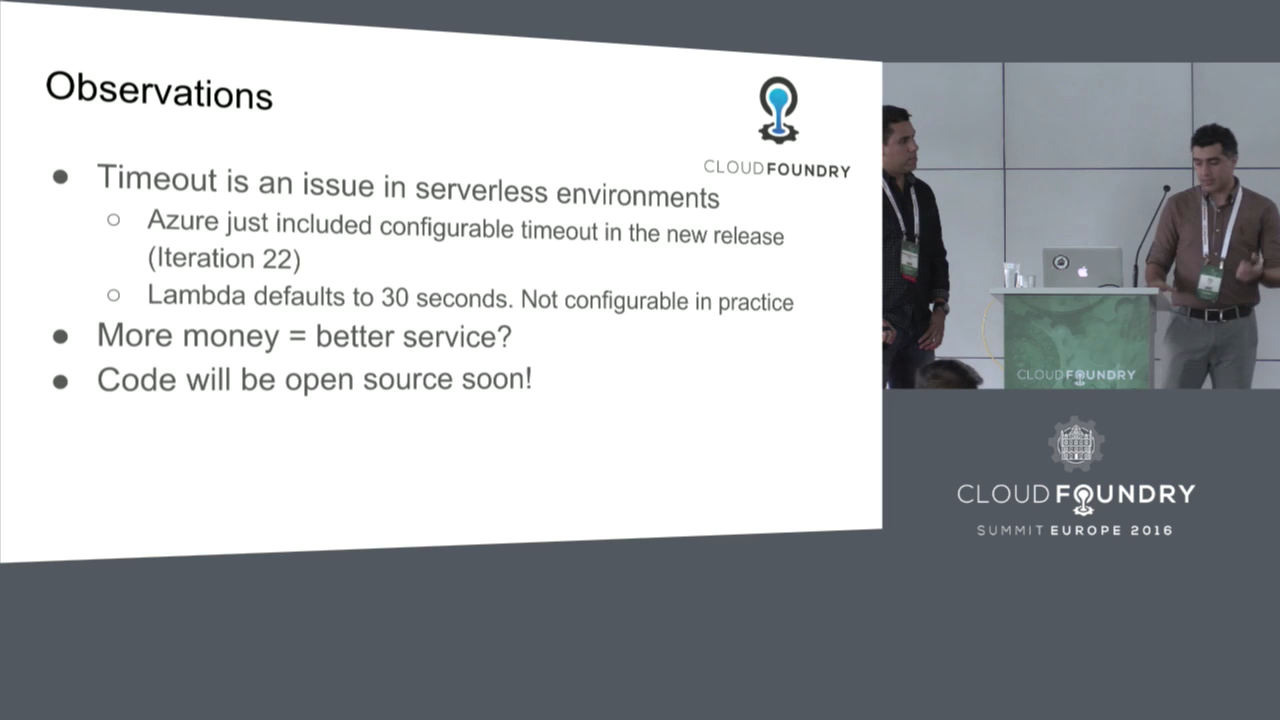 Observations
CLOUDFOUNDRY
● Timeout is an issue in serverless environments
○ Azure just included configurable timeout in the new release
(Iteration 22)
○ Lambda defaults to 30 seconds. Not configurable in practice
● More money = better service?
● Code will be open source soon!
CLOUDFOUNDRY
CLOUD FOUNDRY
SUMMIT EUROPE 2016